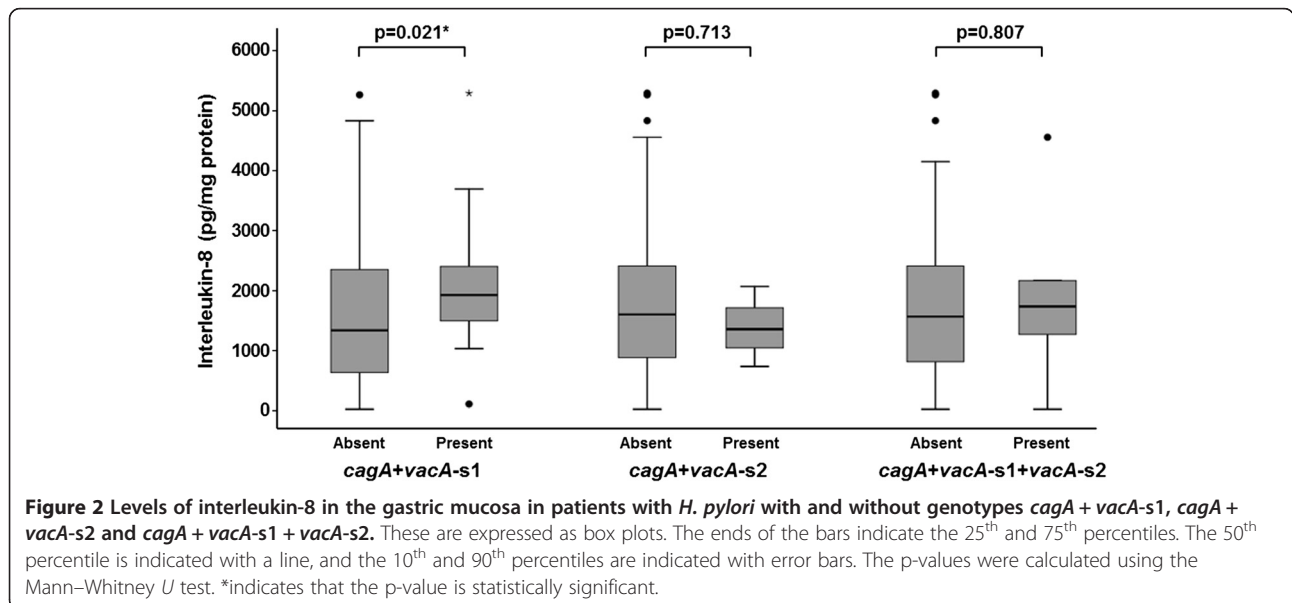 p=0.021* p=0.713 p=0.807
6000
5000
4000
3000
2000
1000
0
Interleukin-8 (pg/mg protein)
*
Absent Present Absent Present Absent Present
cagA+vacA-s1 cagA+vacA-s2 cagA+vacA-s1+vacA-s2
Figure 2 Levels of interleukin-8 in the gastric mucosa in patients with H. pylori with and without genotypes cagA + vacA-s1, cagA +
vacA-s2 and cagA + vacA-s1 + vacA-s2. These are expressed as box plots. The ends of the bars indicate the 25th and 75th percentiles. The 50th
percentile is indicated with a line, and the 10th and 90th percentiles are indicated with error bars. The p-values were calculated using the
Mann–Whitney U test. *indicates that the p-value is statistically significant.